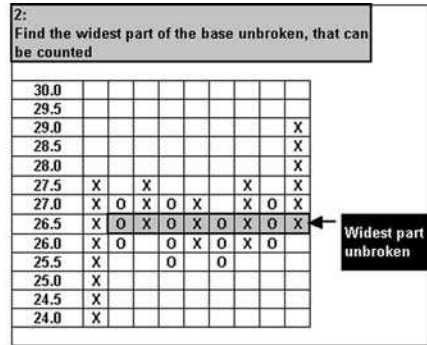 2:
Find the widest part of the base unbroken, that can
be counted
30.0
29.5
29.0 X
28.5 X
28.0 X
27.5 X X X X
27.0 X O X O X X O X
26.5 X O X O X O X O X
26.0 X O O X O X O
25.5 X O O
25.0 X
24.5 X
24.0 X
Widest part
unbroken